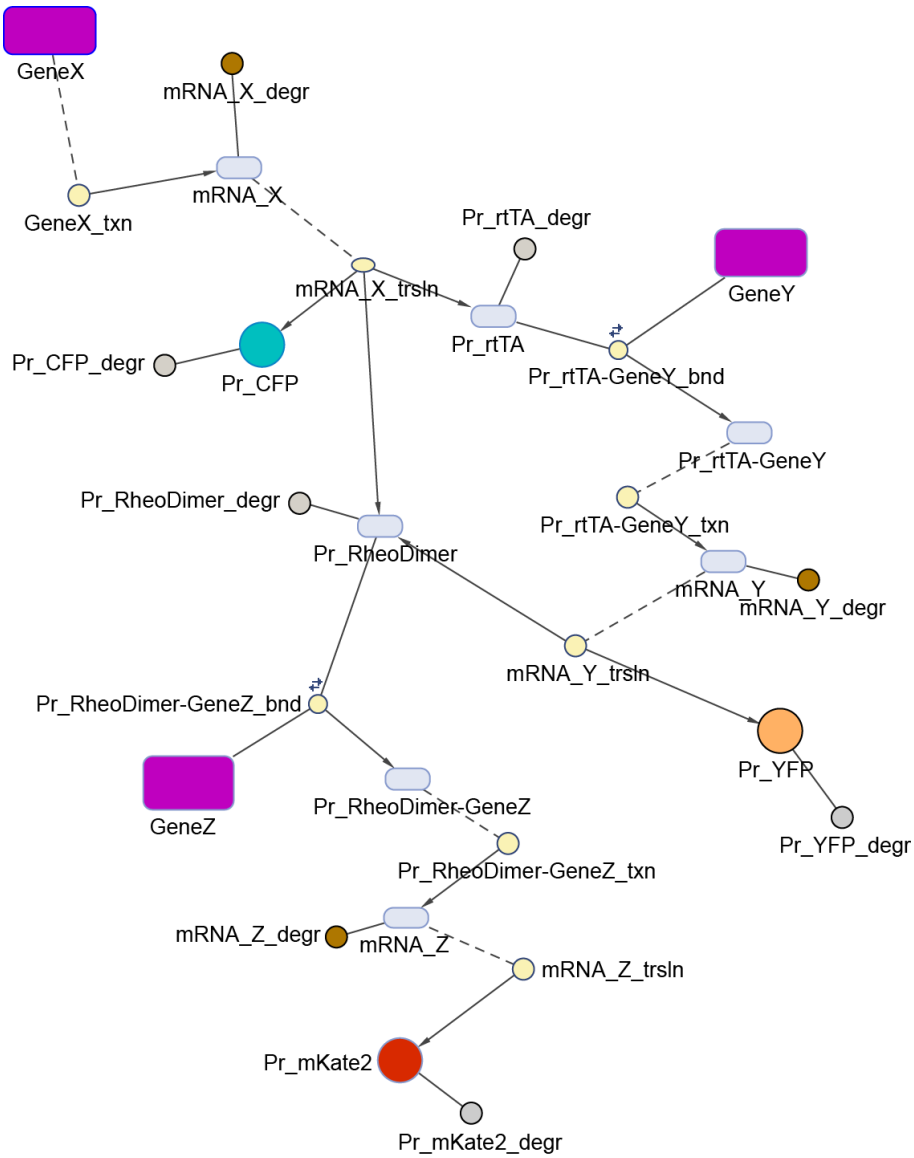 GeneX
mRNA_X_degr
mRNA_X
GeneX_txn
Pr_rtTA_degr
mRNA_X_trsln
GeneY
Pr_rtTA
Pr_CFP_degr
Pr_CFP
Pr_rtTA-GeneY_bnd
Pr_rtTA-GeneY
Pr_RheoDimer_degr
Pr_rtTA-GeneY_txn
Pr_RheoDimer
mRNA_Y
mRNA_Y_degr
mRNA_Y_trsln
Pr_RheoDimer-GeneZ_bnd
Pr_YFP
Pr_RheoDimer-GeneZ
GeneZ
Pr_YFP_degr
Pr_RheoDimer-GeneZ_txn
mRNA_Z_degr
mRNA_Z
mRNA_Z_trsln
Pr_mKate2
Pr_mKate2_degr